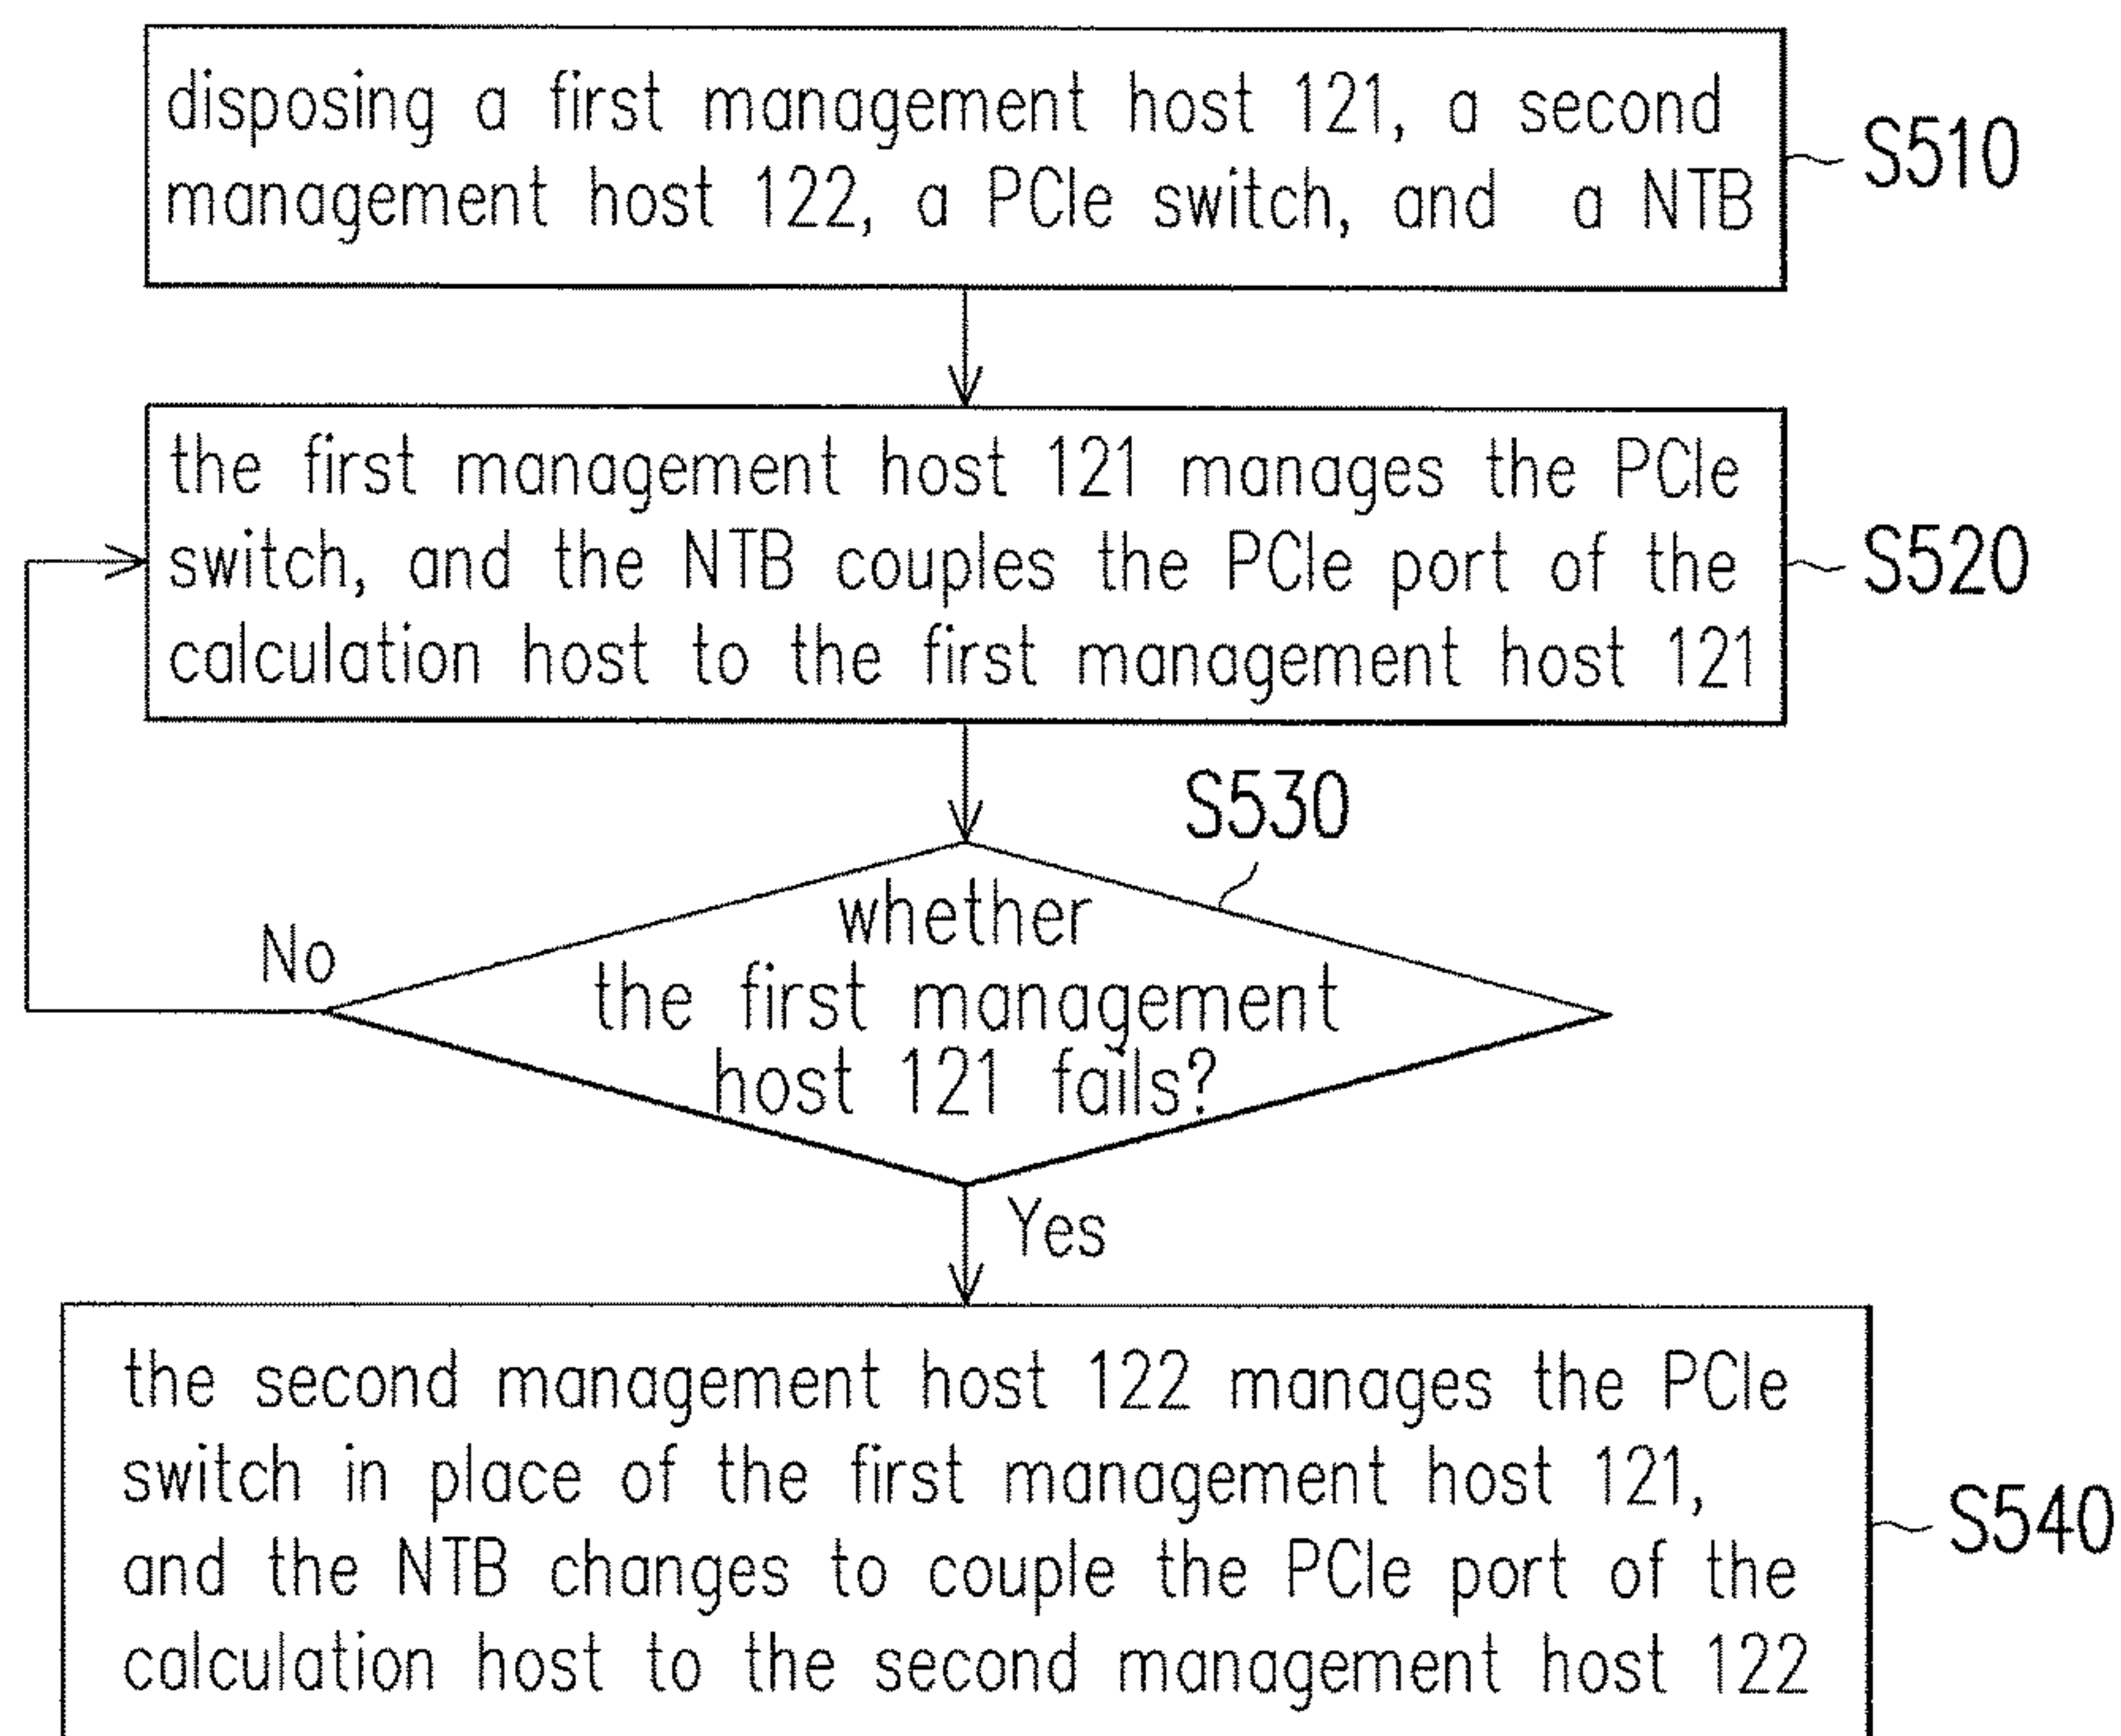 disposing a first management host 121, a second
management host 122, a PCIe switch, and a NTB
S510
the first management host 121 manages the PCIe
switch, and the NTB couples the PCIe port of the
calculation host to the first management host 121
S520
S530
whether
the first management
host 121 fails?
No
Yes
the second management host 122 manages the PCIe
switch in place of the first management host 121,
and the NTB changes to couple the PCIe port of the
calculation host to the second management host 122
S540